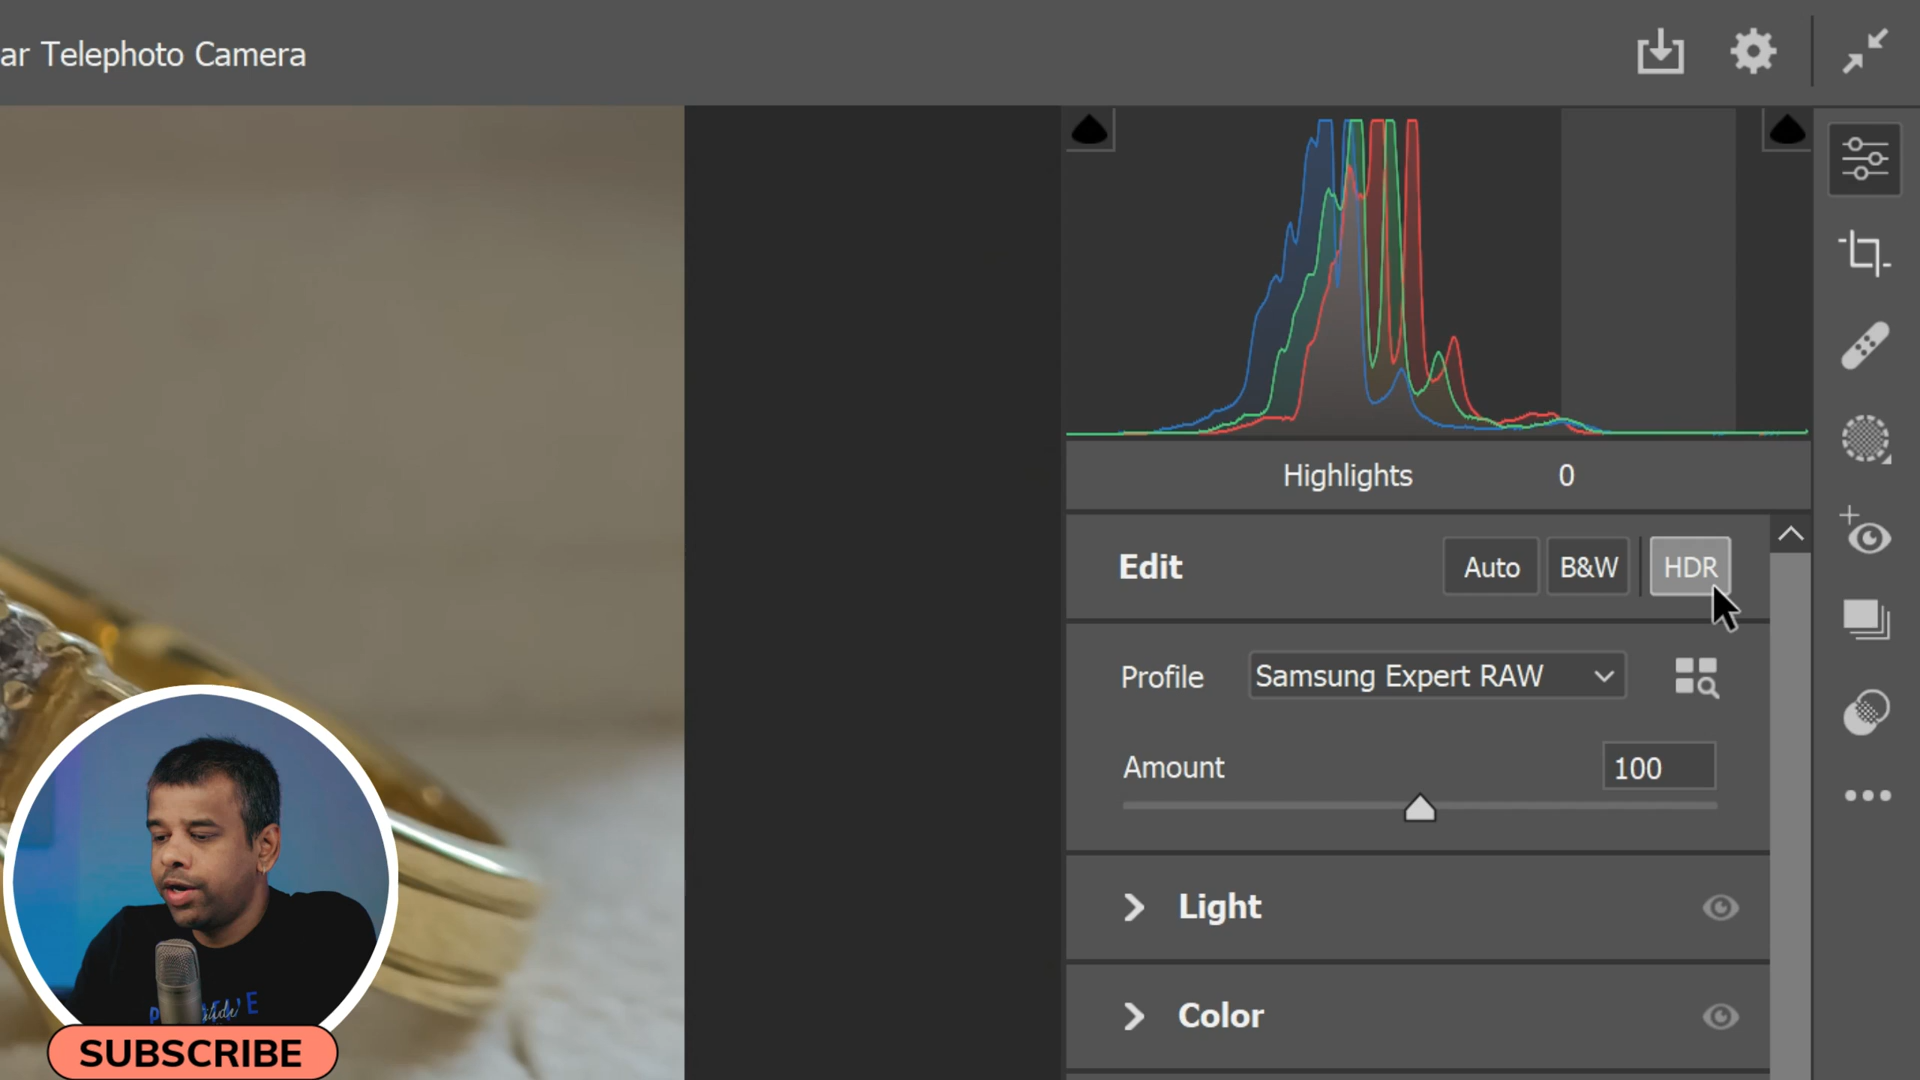 ar Telephoto Camera
Highlights 0
Edit Auto B&W HDR
Profile Samsung Expert RAW
Amount 100
Light
Color
SUBSCRIBE